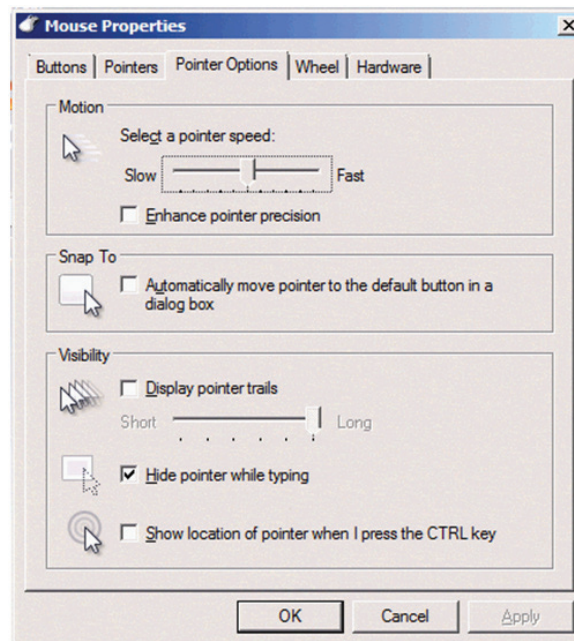 Mouse Properties
Buttons Pointers Pointer Options Wheel Hardware
Motion
Select a pointer speed:
Slow Fast
Enhance pointer precision
Snap To
Automatically move pointer to the default button in a
dialog box
Visibility
Display pointer trails
Short Long
Hide pointer while typing
Show location of pointer when I press the CTRL key
OK Cancel Apply